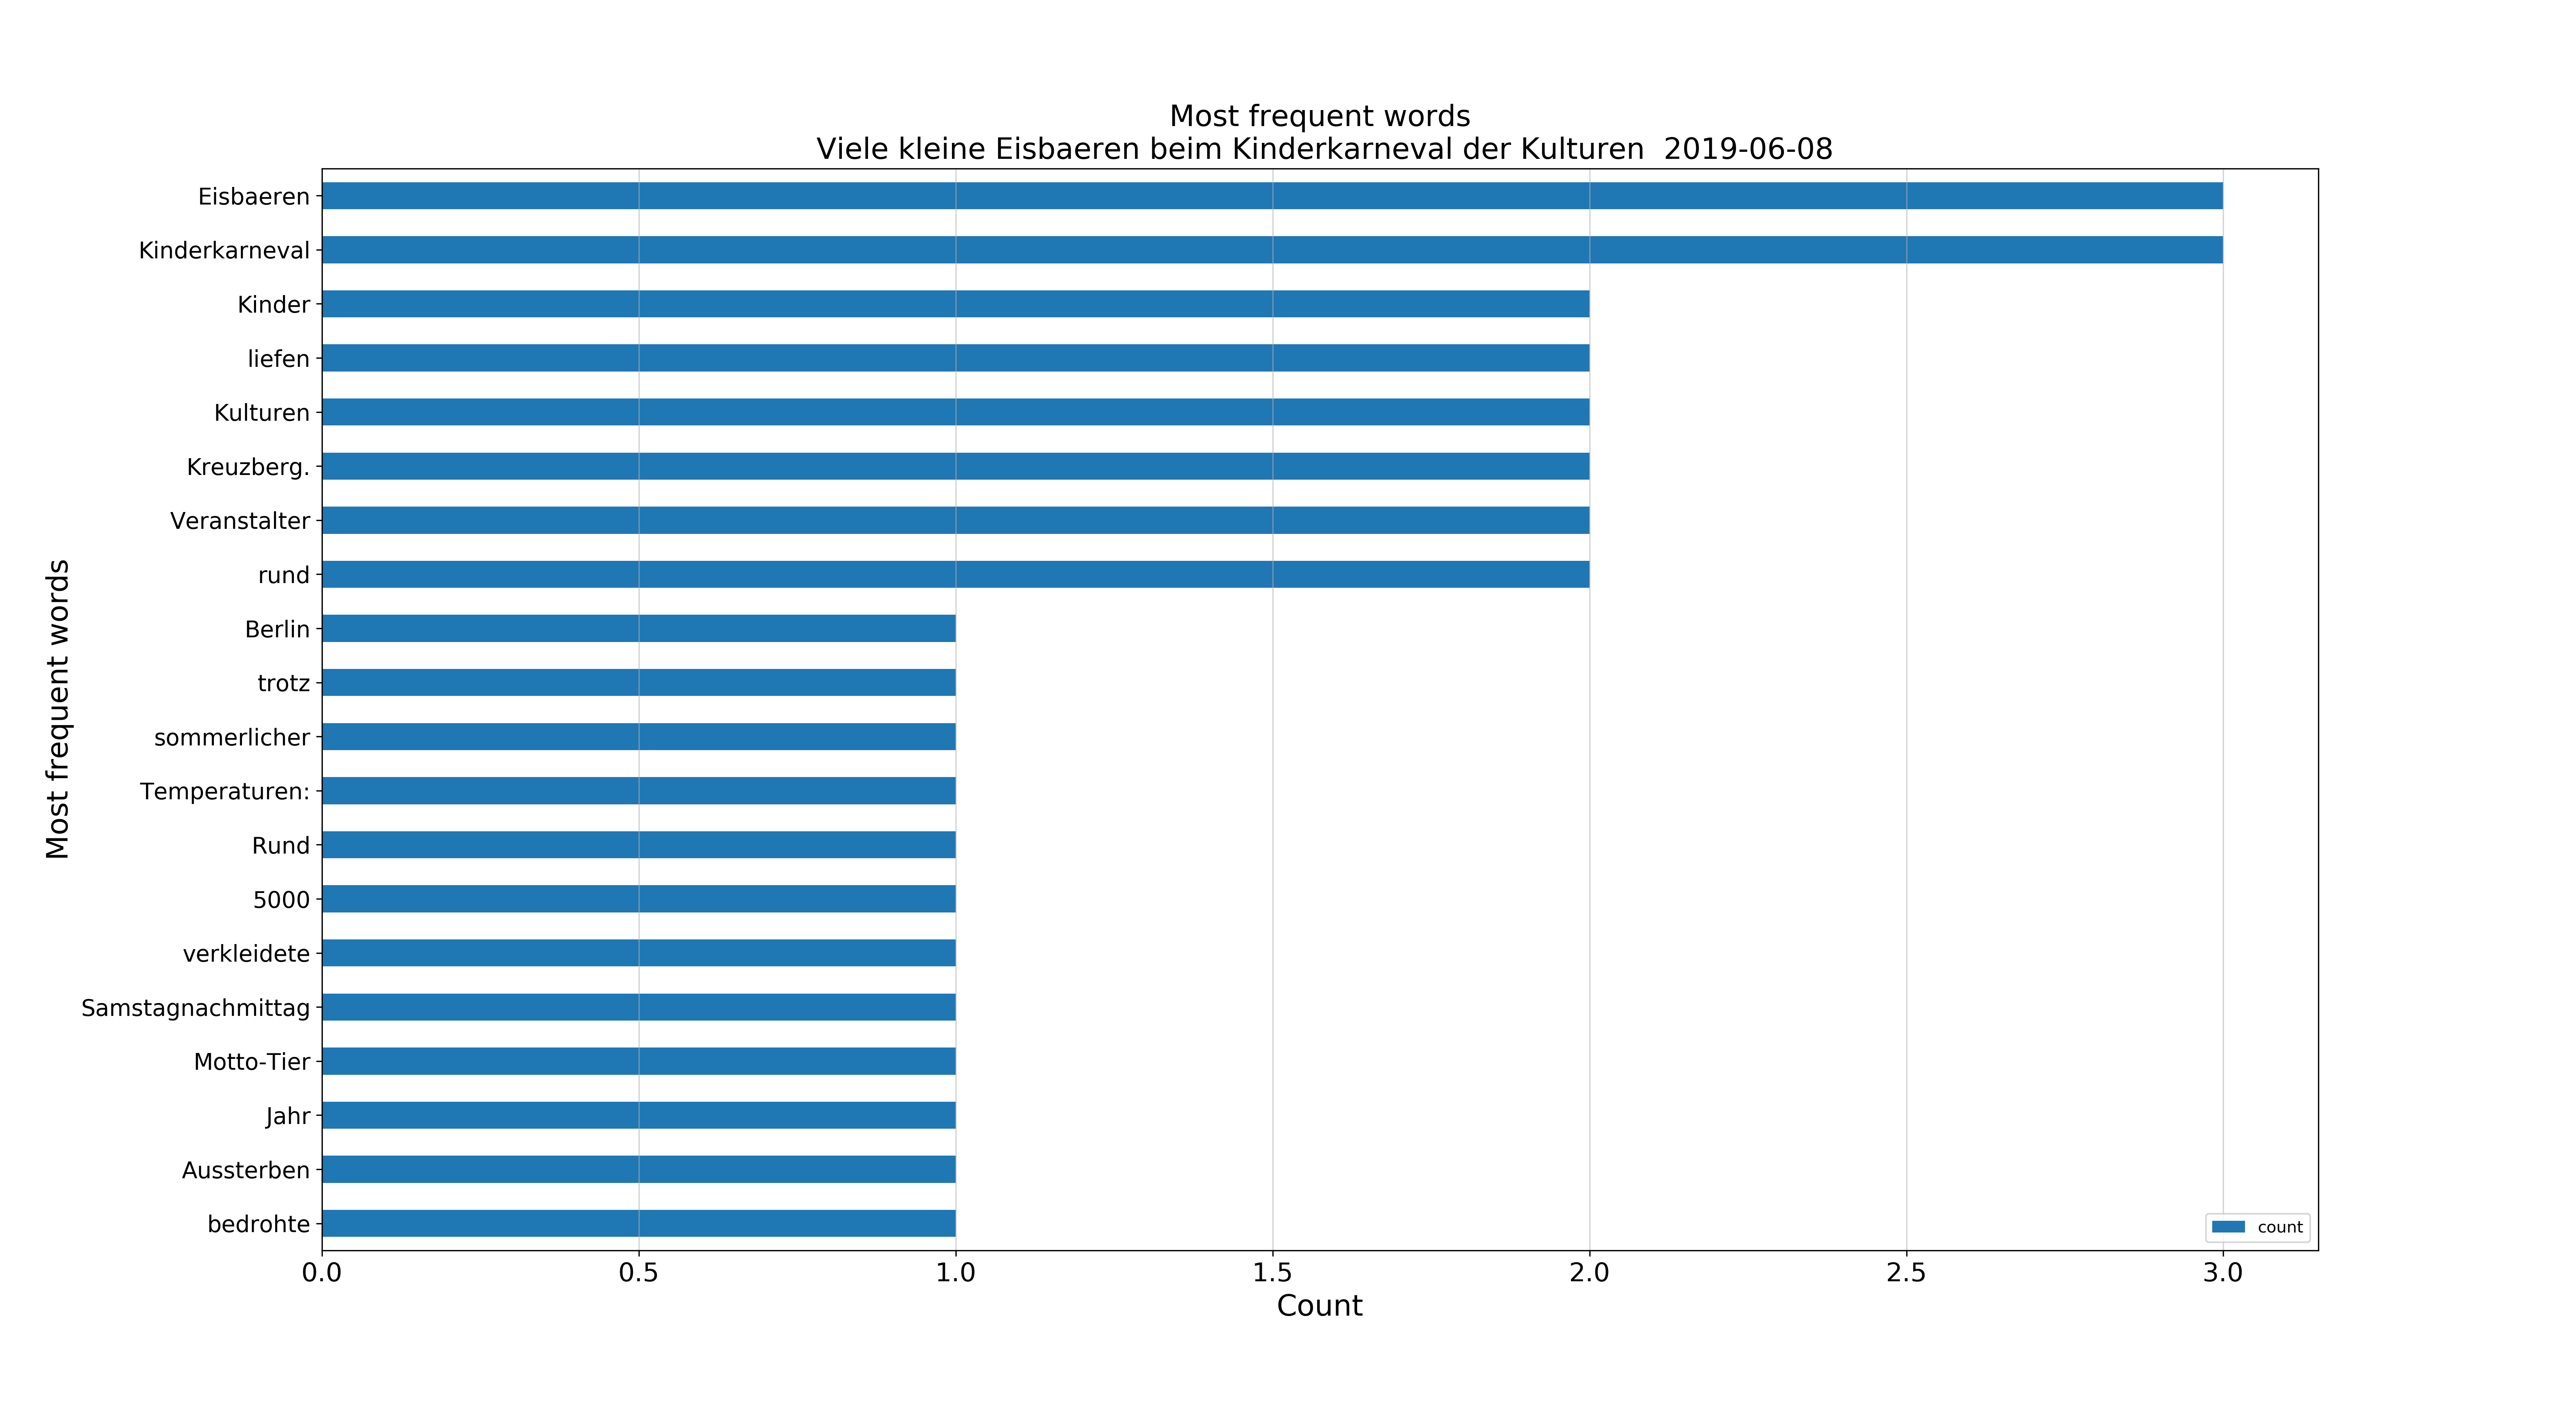 Most frequent words
Viele kleine Eisbaeren beim Kinderkarneval der Kulturen  2019-06-08
Eisbaeren
Kinderkarneval
Kinder
liefen
Kulturen
Kreuzberg.
Veranstalter
rund
Berlin
trotz
sommerlicher
Temperaturen:
Rund
5000
verkleidete
Samstagnachmittag
Motto-Tier
Jahr
Aussterben
bedrohte
Most frequent words
count
0.0 0.5 1.0 1.5 2.0 2.5 3.0
Count